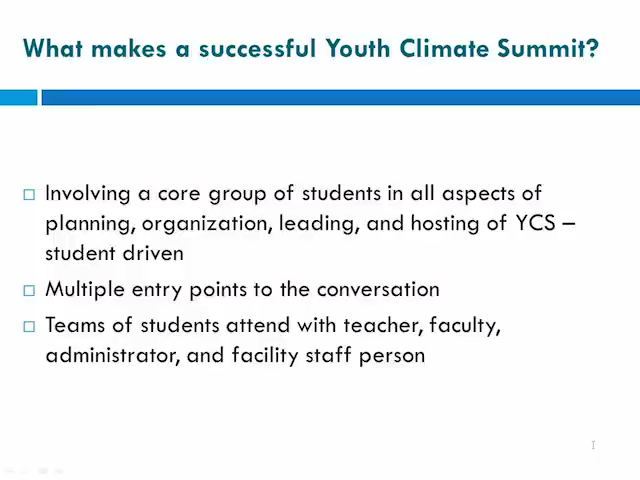 What makes a successful Youth Climate Summit?
Involving a core group of students in all aspects of
planning, organization, leading, and hosting of YCS –
student driven
Multiple entry points to the conversation
Teams of students attend with teacher, faculty,
administrator, and facility staff person